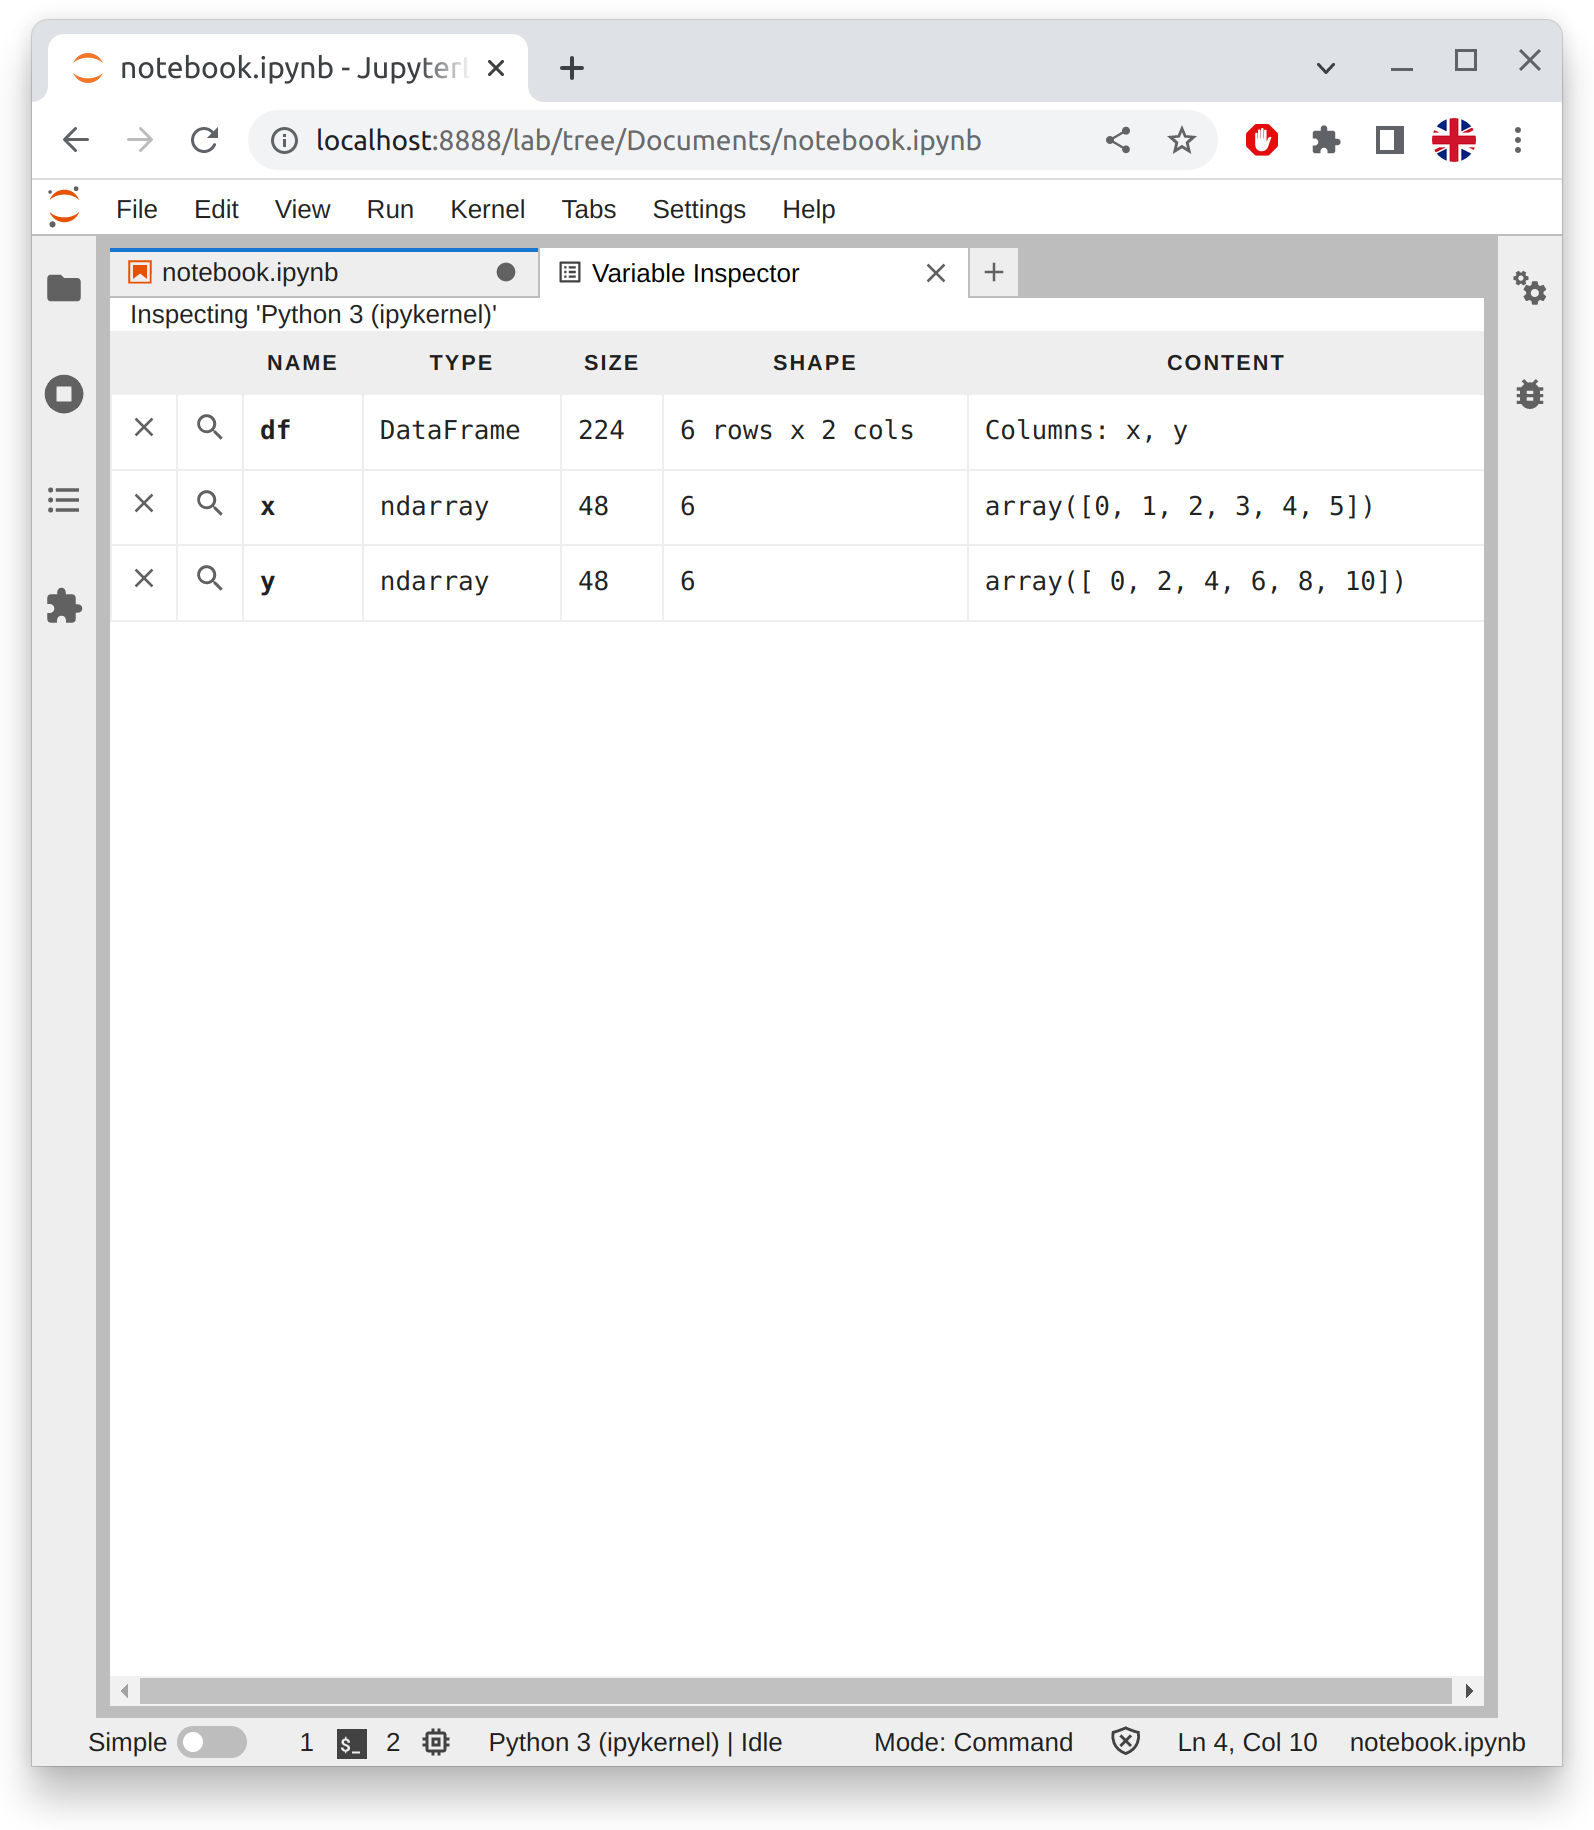 notebook.ipynb - Jupyter
localhost:8888/lab/tree/Documents/notebook.ipynb
File Edit View Run Kernel Tabs Settings Help
notebook.ipynb Variable Inspector
Inspecting 'Python 3 (ipykernel)'
NAME TYPE SIZE SHAPE CONTENT
df DataFrame 224 6 rows x 2 cols Columns: x, y
x ndarray 48 6 array([0, 1, 2, 3, 4, 5])
y ndarray 48 6 array([ 0, 2, 4, 6, 8, 10])
Simple 1 $_ 2 Python 3 (ipykernel) | Idle Mode: Command Ln 4, Col 10 notebook.ipynb